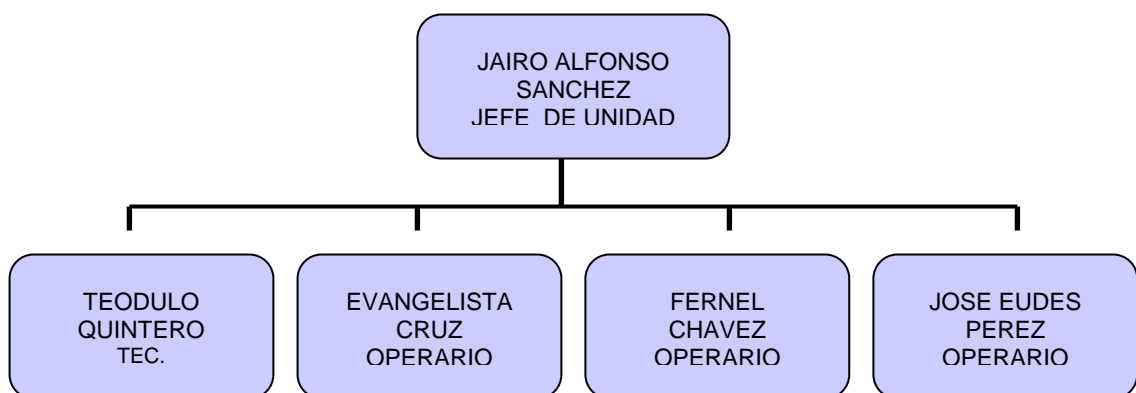 JAIRO ALFONSO
SANCHEZ
JEFE DE UNIDAD
TEODULO
QUINTERO
TEC.
EVANGELISTA
CRUZ
OPERARIO
FERNEL
CHAVEZ
OPERARIO
JOSE EUDES
PEREZ
OPERARIO